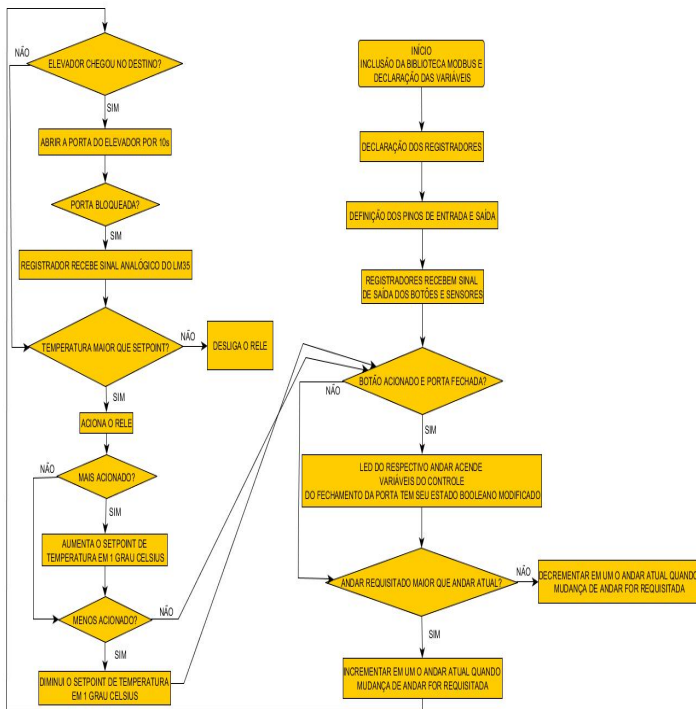 NÃO
ELEVADOR CHEGOU NO DESTINO?
SIM
ABRIR A PORTA DO ELEVADOR POR 10s
PORTA BLOQUEADA?
SIM
REGISTRADOR RECEBE SINAL ANALÓGICO DO LM35
TEMPERATURA MAIOR QUE SETPOINT?
NÃO
DESLIGA O RELE
SIM
ACIONA O RELE
NÃO
MAIS ACIONADO?
SIM
AUMENTA O SETPOINT DE
TEMPERATURA EM 1 GRAU CELSIUS
MENOS ACIONADO?
NÃO
SIM
DIMINUI O SETPOINT DE TEMPERATURA
EM 1 GRAU CELSIUS
INÍCIO
INCLUSÃO DA BIBLIOTECA MODBUS E
DECLARAÇÃO DAS VARIÁVEIS
DECLARAÇÃO DOS REGISTRADORES
DEFINIÇÃO DOS PINOS DE ENTRADA E SAÍDA
REGISTRADORES RECEBEM SINAL
DE SAÍDA DOS BOTÕES E SENSORES
BOTÃO ACIONADO E PORTA FECHADA?
NÃO
SIM
LED DO RESPECTIVO ANDAR ACENDE
VARIÁVEIS DO CONTROLE
DO FECHAMENTO DA PORTA TEM SEU ESTADO BOOLEANO MODIFICADO
ANDAR REQUISITADO MAIOR QUE ANDAR ATUAL?
NÃO
DECREMENTAR EM UM O ANDAR ATUAL QUANDO
MUDANÇA DE ANDAR FOR REQUISITADA
SIM
INCREMENTAR EM UM O ANDAR ATUAL QUANDO
MUDANÇA DE ANDAR FOR REQUISITADA